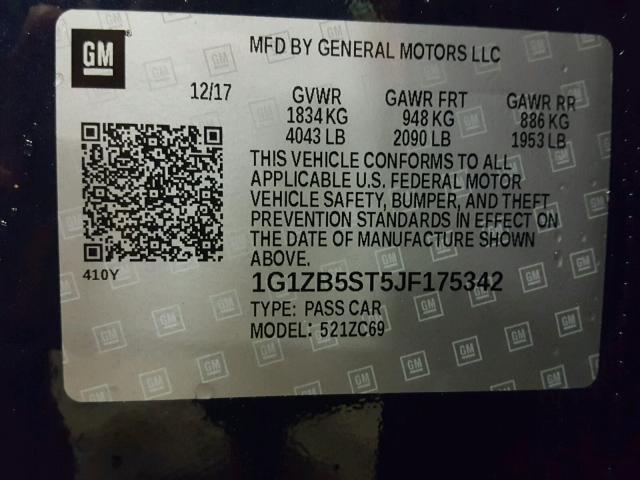 GM
MFD BY GENERAL MOTORS LLC
12/17
GVWR GAWR FRT GAWR RR
1834 KG 948 KG 886 KG
4043 LB 2090 LB 1953 LB
THIS VEHICLE CONFORMS TO ALL
APPLICABLE U.S. FEDERAL MOTOR
VEHICLE SAFETY, BUMPER, AND THEFT
PREVENTION STANDARDS IN EFFECT ON
THE DATE OF MANUFACTURE SHOWN
ABOVE.
410Y
1G1ZB5ST5JF175342
TYPE: PASS CAR
MODEL: 521ZC69